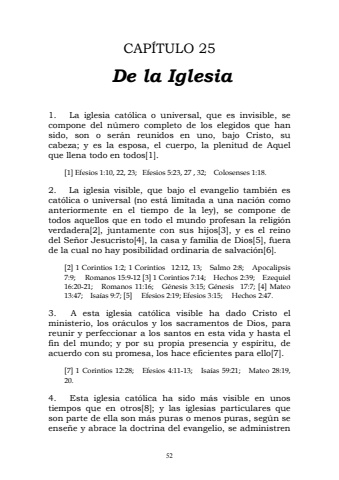 CAPÍTULO 25
De la Iglesia
1. La iglesia católica o universal, que es invisible, se
compone del número completo de los elegidos que han
sido, son o serán reunidos en uno, bajo Cristo, su
cabeza; y es la esposa, el cuerpo, la plenitud de Aquel
que llena todo en todos[1].
[1] Efesios 1:10, 22, 23; Efesios 5:23, 27 , 32; Colosenses 1:18.
2. La iglesia visible, que bajo el evangelio también es
católica o universal (no está limitada a una nación como
anteriormente en el tiempo de la ley), se compone de
todos aquellos que en todo el mundo profesan la religión
verdadera[2], juntamente con sus hijos[3], y es el reino
del Señor Jesucristo[4], la casa y familia de Dios[5], fuera
de la cual no hay posibilidad ordinaria de salvación[6].
[2] 1 Corintios 1:2; 1 Corintios 12:12, 13; Salmo 2:8; Apocalipsis
7:9; Romanos 15:9-12 [3] 1 Corintios 7:14; Hechos 2:39; Ezequiel
16:20-21; Romanos 11:16; Génesis 3:15; Génesis 17:7; [4] Mateo
13:47; Isaías 9:7; [5] Efesios 2:19; Efesios 3:15; Hechos 2:47.
3. A esta iglesia católica visible ha dado Cristo el
ministerio, los oráculos y los sacramentos de Dios, para
reunir y perfeccionar a los santos en esta vida y hasta el
fin del mundo; y por su propia presencia y espíritu, de
acuerdo con su promesa, los hace eficientes para ello[7].
[7] 1 Corintios 12:28; Efesios 4:11-13; Isaías 59:21; Mateo 28:19,
20.
4. Esta iglesia católica ha sido más visible en unos
tiempos que en otros[8]; y las iglesias particulares que
son parte de ella son más puras o menos puras, según se
enseñe y abrace la doctrina del evangelio, se administren
52